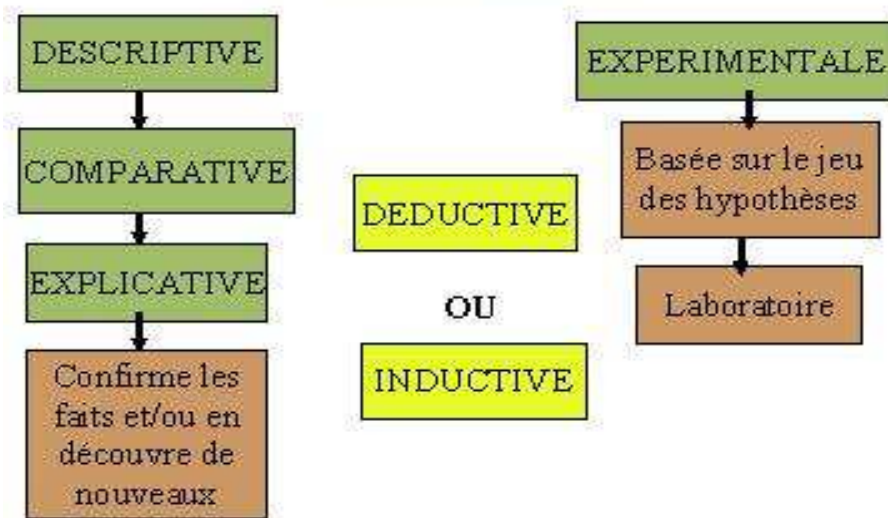 DESCRIPTIVE
COMPARATIVE
EXPLICATIVE
Confirme les
faits et/ou en
découvre de
nouveaux
DEDUCTIVE
OU
INDUCTIVE
EXPERIMENTALE
Basée sur le jeu
des hypothèses
Laboratoire